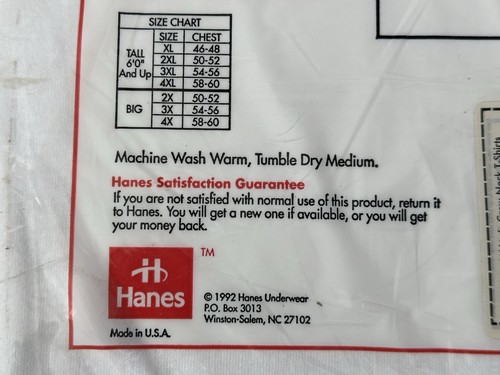 SIZE CHART
SIZE CHEST
TALL 6'0" And Up
XL 46-48
2XL 50-52
3XL 54-56
4XL 58-60
BIG
2X 50-52
3X 54-56
4X 58-60
Machine Wash Warm, Tumble Dry Medium.
Hanes Satisfaction Guarantee
If you are not satisfied with normal use of this product, return it
to Hanes. You will get a new one if available, or you will get
your money back.
TM
Hanes
© 1992 Hanes Underwear
P.O. Box 3013
Winston-Salem, NC 27102
Made in U.S.A.
T-Shirts